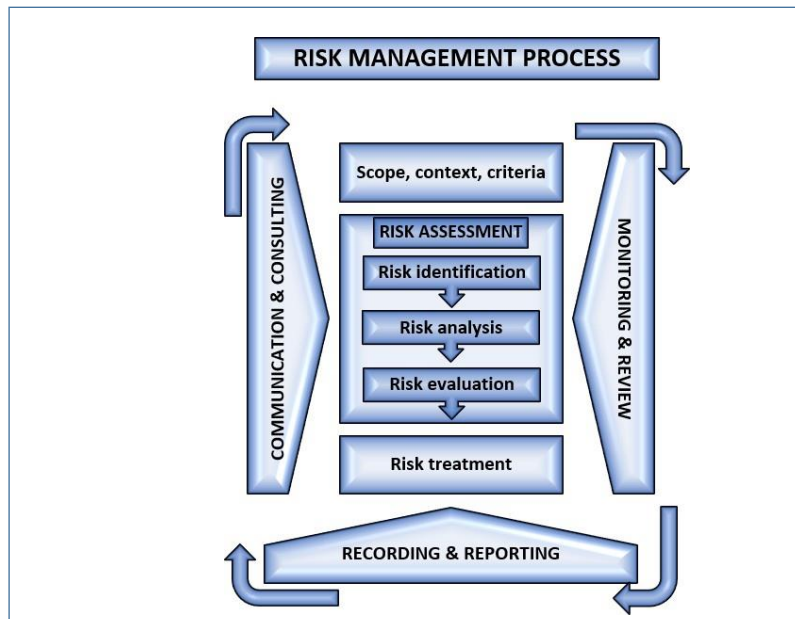 RISK MANAGEMENT PROCESS
COMMUNICATION & CONSULTING
Scope, context, criteria
RISK ASSESSMENT
Risk identification
Risk analysis
Risk evaluation
Risk treatment
MONITORING & REVIEW
RECORDING & REPORTING